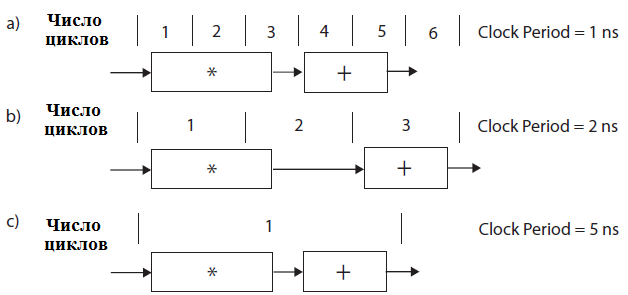 a) Число циклов 1 2 3 4 5 6 Clock Period = 1 ns
* +
b) Число циклов 1 2 3 Clock Period = 2 ns
* +
c) Число циклов 1 Clock Period = 5 ns
* +